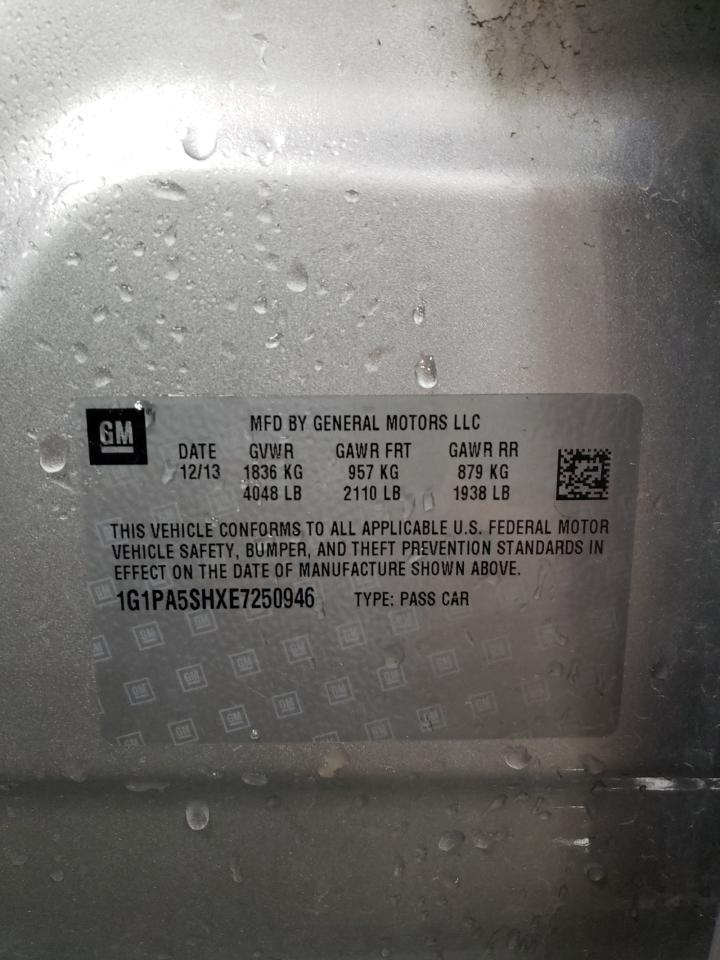 GM
MFD BY GENERAL MOTORS LLC
DATE GVWR GAWR FRT GAWR RR
12/13 1836 KG 957 KG 879 KG
4048 LB 2110 LB 1938 LB
THIS VEHICLE CONFORMS TO ALL APPLICABLE U.S. FEDERAL MOTOR
VEHICLE SAFETY, BUMPER, AND THEFT PREVENTION STANDARDS IN
EFFECT ON THE DATE OF MANUFACTURE SHOWN ABOVE.
1G1PA5SHXE7250946 TYPE: PASS CAR